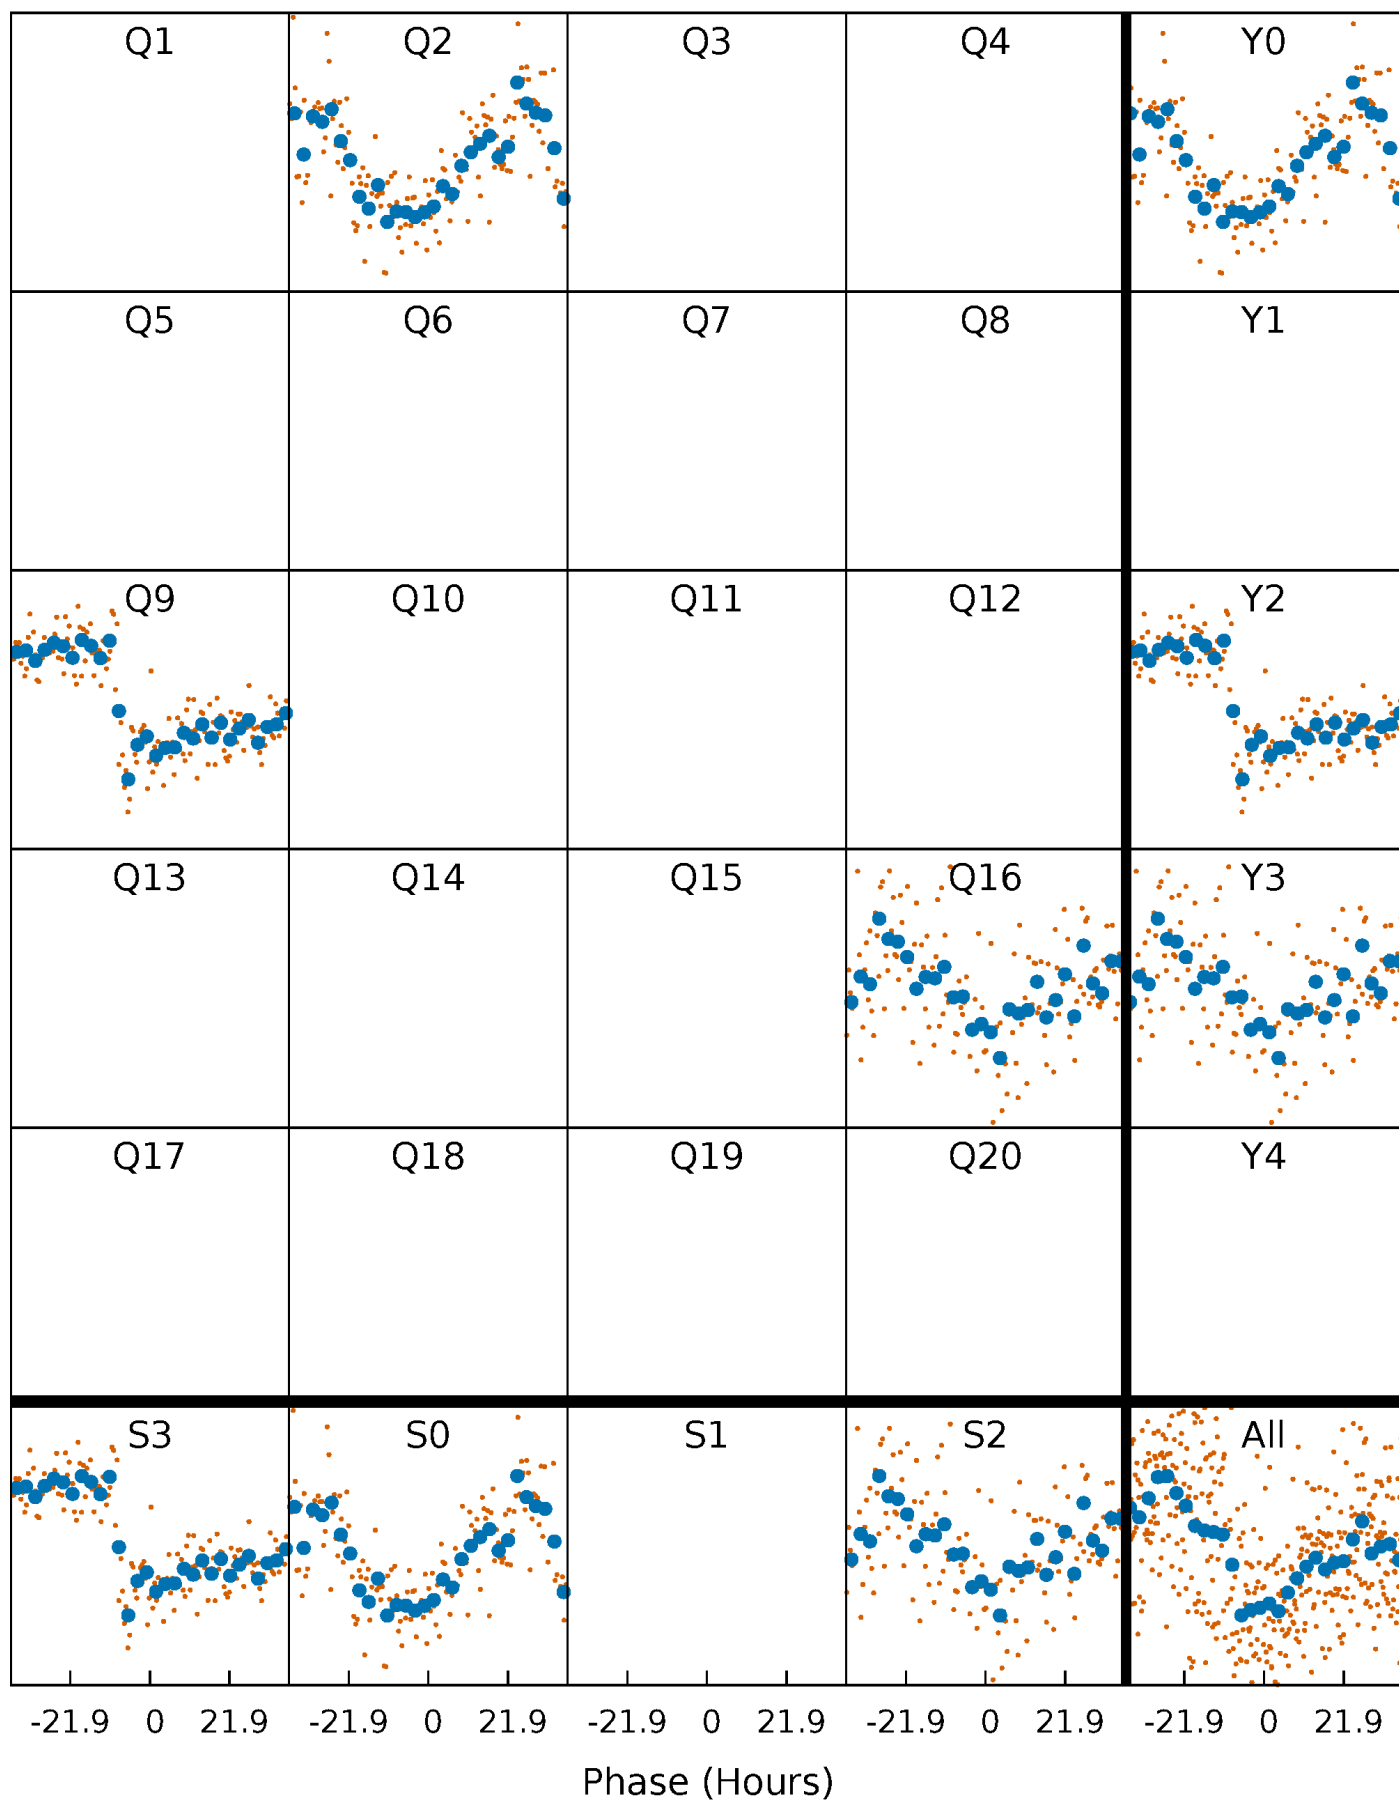 Q1 Q2 Q3 Q4 Y0
Q5 Q6 Q7 Q8 Y1
Q9 Q10 Q11 Q12 Y2
Q13 Q14 Q15 Q16 Y3
Q17 Q18 Q19 Q20 Y4
S3 S0 S1 S2 All
-21.9 0 21.9 -21.9 0 21.9 -21.9 0 21.9 -21.9 0 21.9 -21.9 0 21.9
Phase (Hours)